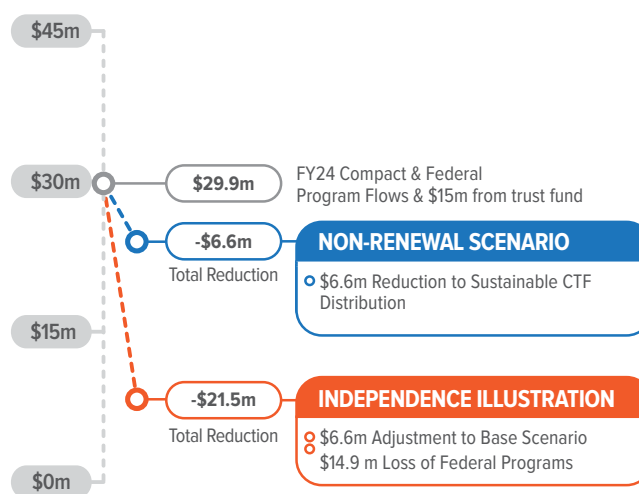 $45m
$30m
$29.9m
FY24 Compact & Federal
Program Flows & $15m from trust fund
-$6.6m
Total Reduction
NON-RENEWAL SCENARIO
$6.6m Reduction to Sustainable CTF
Distribution
$15m
-$21.5m
Total Reduction
INDEPENDENCE ILLUSTRATION
$6.6m Adjustment to Base Scenario
$14.9 m Loss of Federal Programs
$0m